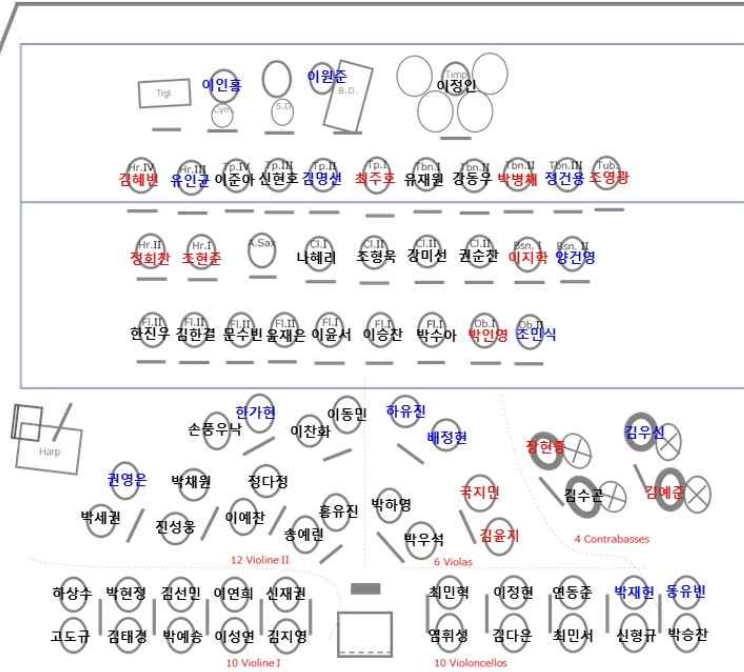 이인홍 이원준 Timp
Trgl. Cym. S.D B.D. 이정인
Hr.IV Hr.III Tp.IV Tp.III Tp.II Tp.I Tbn.I Tbn.II Tbn.II Tbn.III Tub.
김혜빈 유인균 이준아 신현호 김명샌 최주호 유재원 강동우 박병채 정건용 조영광
Hr.II Hr.I A.Sax Cl.I Cl.II Cl.II Cl.II Bsn. I Bsn. II
정회찬 조현준 나혜리 조형욱 강미선 권순찬 이지화 양건영
Fl.II Fl.II Fl.II Fl.II Fl.I Fl.I Fl.I Ob.I Ob.II
한진우 김한결 문수빈 윤재은 이윤서 이승찬 박수아 박인영 조민식
한가현 이동민 하유진
손풍우낙 이찬화 배정현 장현종 김우선
Harp
권영은 박채원 정다정 국지민 김수곤 김예준
박세권 진성웅 이예찬 송예린 홍유진 박하영 박우석 김윤지
4 Contrabasses
12 Violine II 6 Violas
하상수 박현정 김선민 이연희 신재권 최민혁 이정현 연동준 박재헌 동유빈
고도규 김태경 박예승 이성연 김지영 염휘생 김다운 최민서 신형규 박승찬
10 Violine I 10 Violoncellos